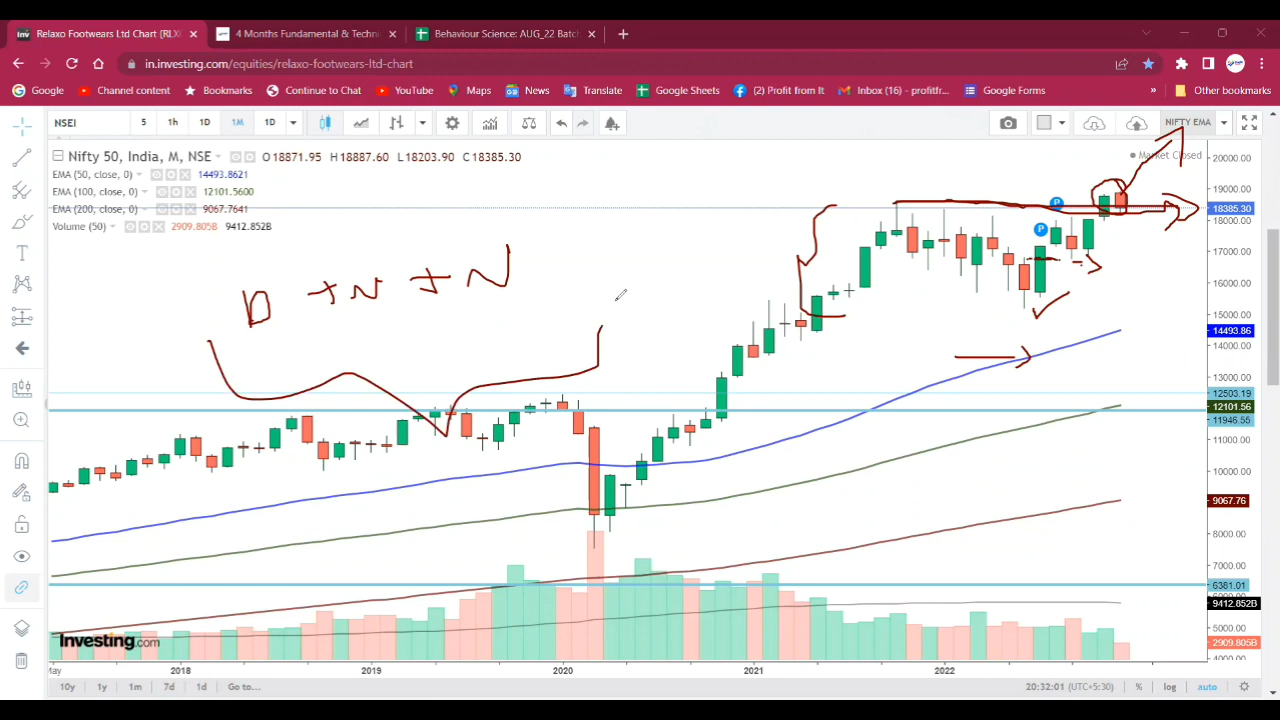 Relaxo Footwears Ltd Chart (RLX
4 Months Fundamental & Techni
Behaviour Science: AUG_22 Batch
in.investing.com/equities/relaxo-footwears-ltd-chart
Google Channel content Bookmarks Continue to Chat YouTube Maps News Translate Google Sheets (2) Profit from It Inbox (16) - profitfr... Google Forms » Other bookmarks
NSEI 5 1h 1D 1M 1D NIFTY EMA
Nifty 50, India, M, NSE O18871.95 H18887.60 L18203.90 C18385.30
Market Closed
EMA (50, close, 0) 14493.8621
EMA (100, close, 0) 12101.5600
EMA (200, close, 0) 9067.7641
Volume (50) 2909.805B 9412.852B
20000.00
19000.00
18385.30
18000.00
17000.00
16000.00
15000.00
14493.86
14000.00
13000.00
12503.19
12101.56
11946.55
11000.00
10000.00
9067.76
8000.00
7000.00
6381.01
9412.852B
5000.00
2909.805B
4000.00
P
P
D + N + N
Investing.com
May 2018 2019 2020 2021 2022
10y 1y 1m 7d 1d Go to... 20:32:01 (UTC+5:30) % log auto